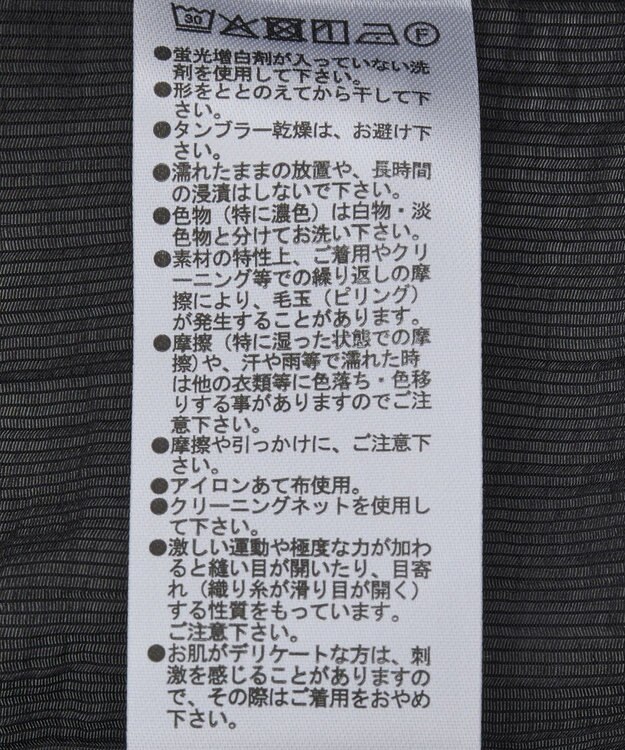 30 F
●蛍光増白剤が入っていない洗
剤を使用して下さい。
●形をととのえてから干して下
さい。
●タンブラー乾燥は、お避け下
さい。
●濡れたままの放置や、長時間
の浸漬はしないで下さい。
●色物（特に濃色）は白物・淡
色物と分けてお洗い下さい。
●素材の特性上、ご着用やクリ
ーニング等での繰り返しの摩
擦により、毛玉（ピリング）
が発生することがあります。
●摩擦（特に湿った状態での摩
擦）や、汗や雨等で濡れた時
は他の衣類等に色落ち・色移
りする事がありますのでご注
意下さい。
●摩擦や引っかけに、ご注意下
さい。
●アイロンあて布使用。
●クリーニングネットを使用し
て下さい。
●激しい運動や極度な力が加わ
ると縫い目が開いたり、目寄
れ（織り糸が滑り目が開く）
する性質をもっています。
ご注意下さい。
●お肌がデリケートな方は、刺
激を感じることがありますの
で、その際はご着用をおやめ
下さい。